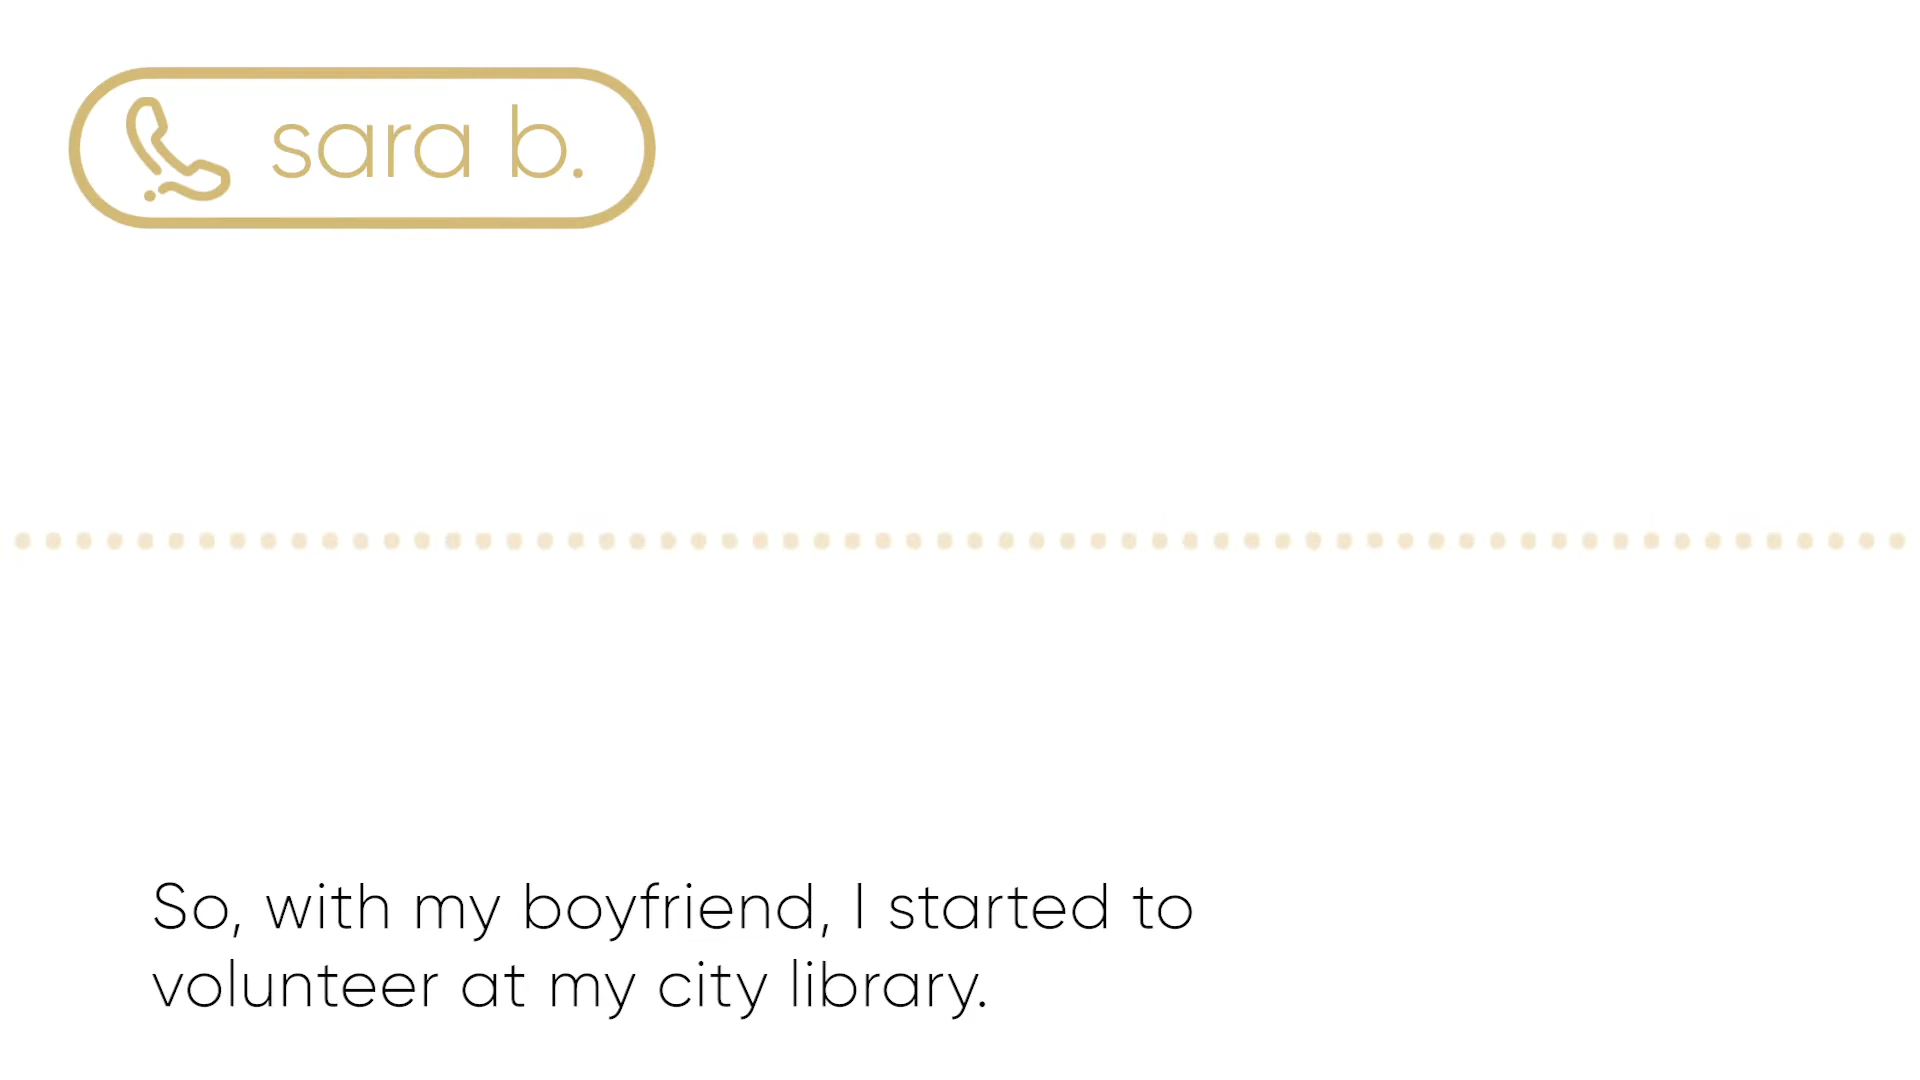 sara b.
So, with my boyfriend, I started to
volunteer at my city library.